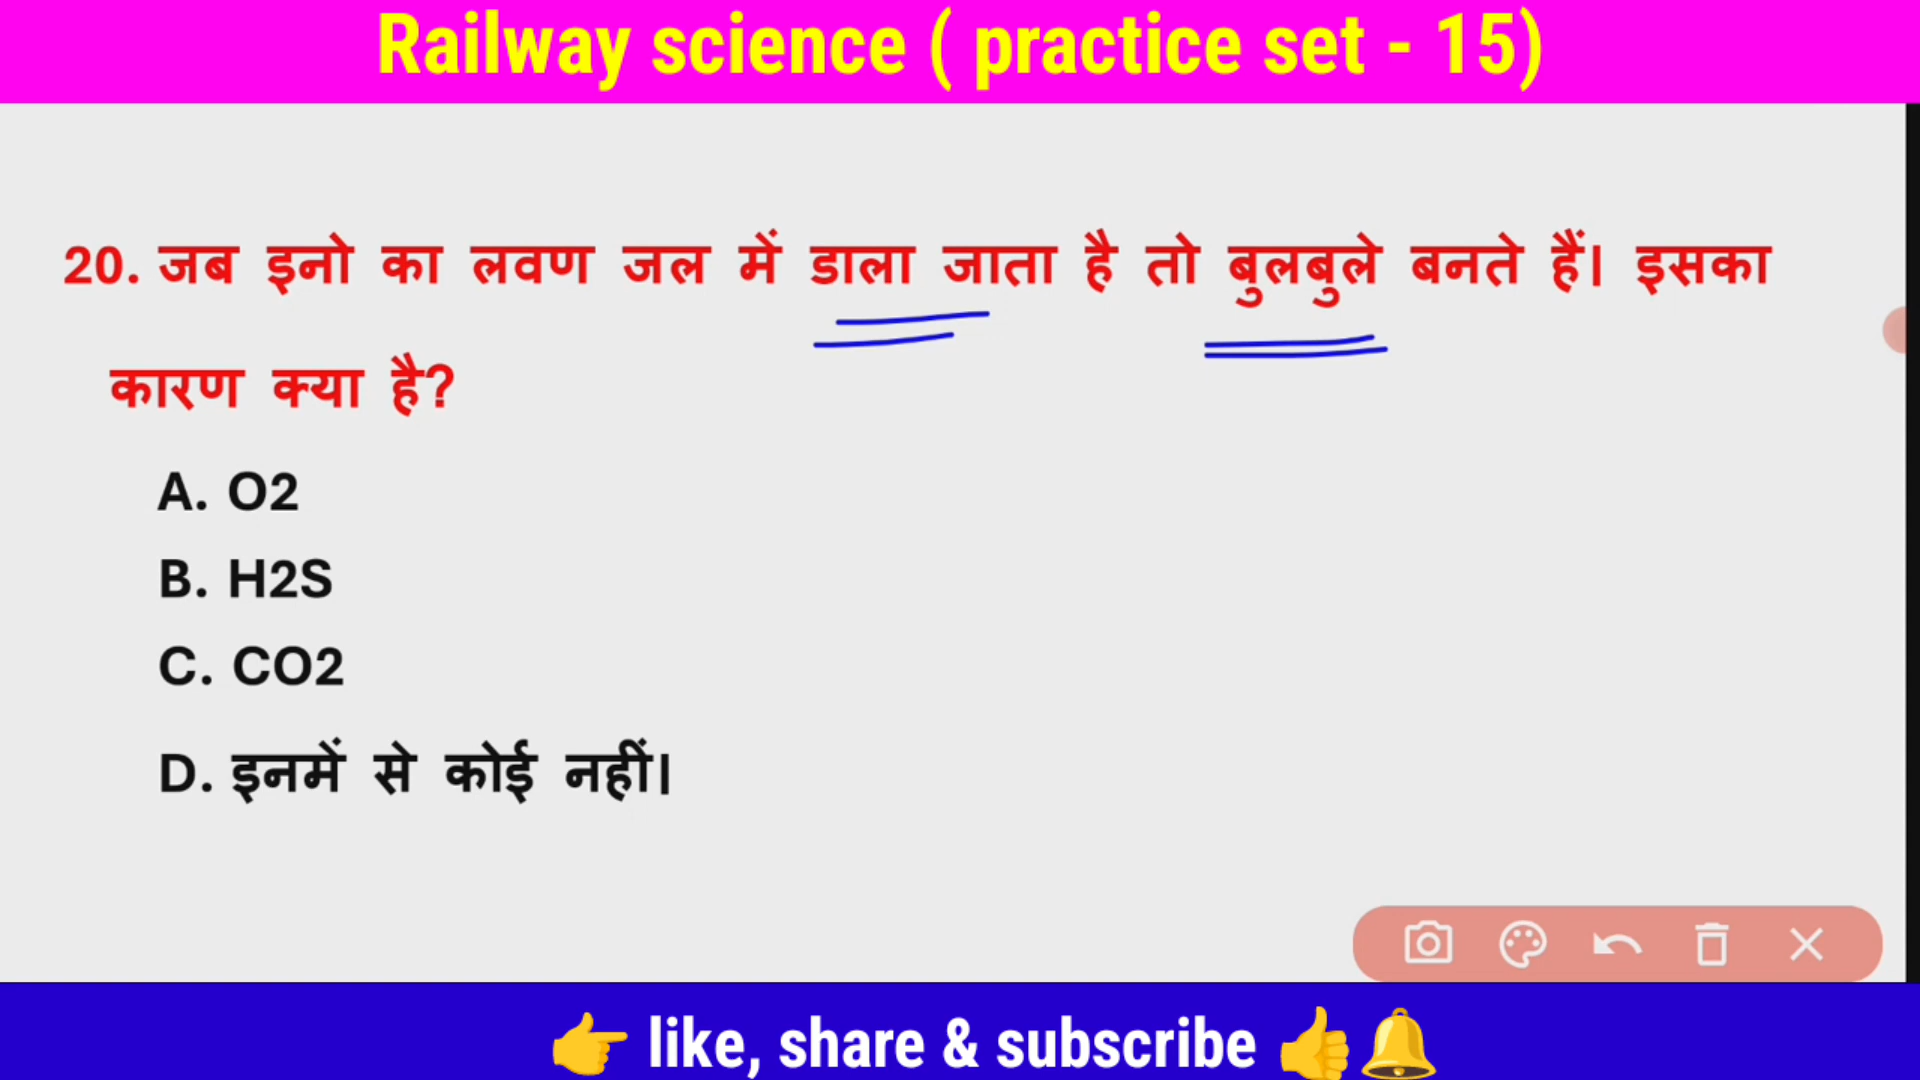 Railway science ( practice set - 15)
20. जब इनो का लवण जल में डाला जाता है तो बुलबुले बनते हैं। इसका
कारण क्या है?
A. O2
B. H2S
C. CO2
D. इनमें से कोई नहीं।
👉 like, share & subscribe 👍🔔